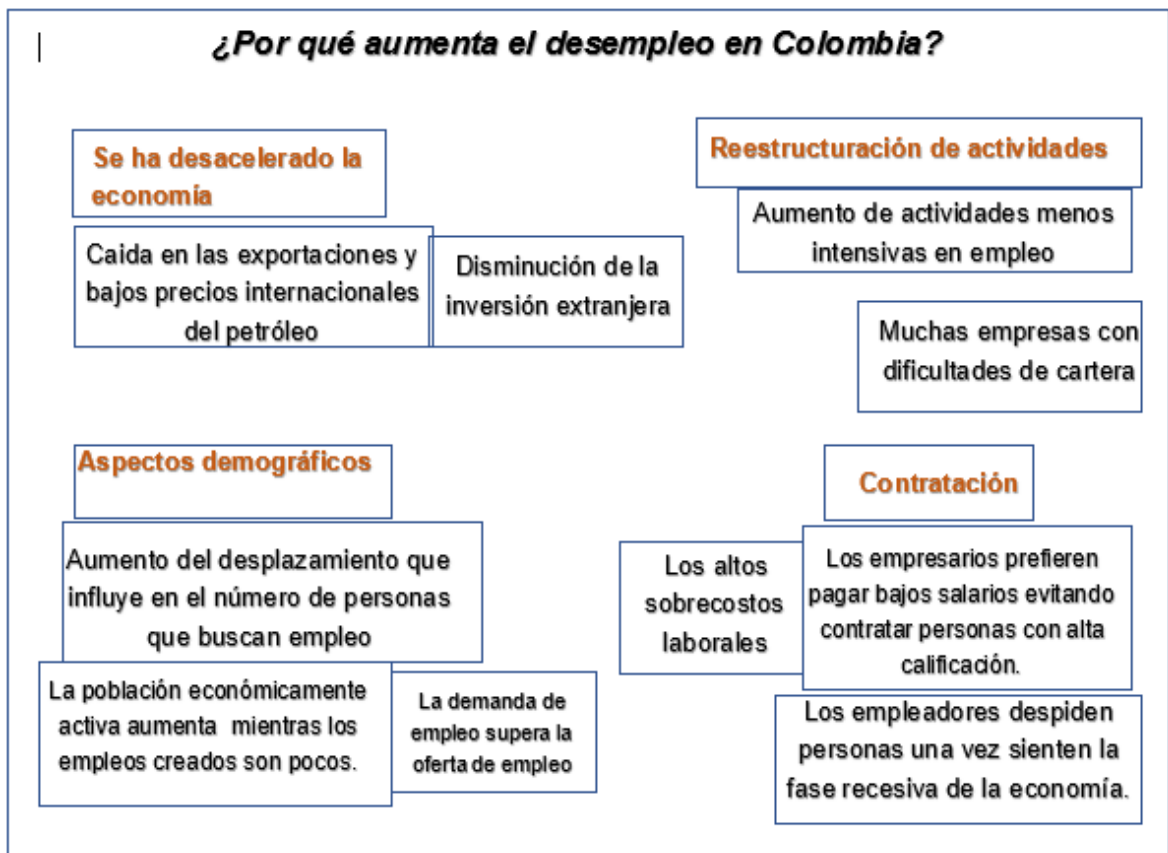 ¿Por qué aumenta el desempleo en Colombia?
Se ha desacelerado la
economía
Caida en las exportaciones y
bajos precios internacionales
del petróleo
Disminución de la
inversión extranjera
Reestructuración de actividades
Aumento de actividades menos
intensivas en empleo
Muchas empresas con
dificultades de cartera
Aspectos demográficos
Aumento del desplazamiento que
influye en el número de personas
que buscan empleo
La población económicamente
activa aumenta mientras los
empleos creados son pocos.
La demanda de
empleo supera la
oferta de empleo
Contratación
Los altos
sobrecostos
laborales
Los empresarios prefieren
pagar bajos salarios evitando
contratar personas con alta
calificación.
Los empleadores despiden
personas una vez sienten la
fase recesiva de la economía.